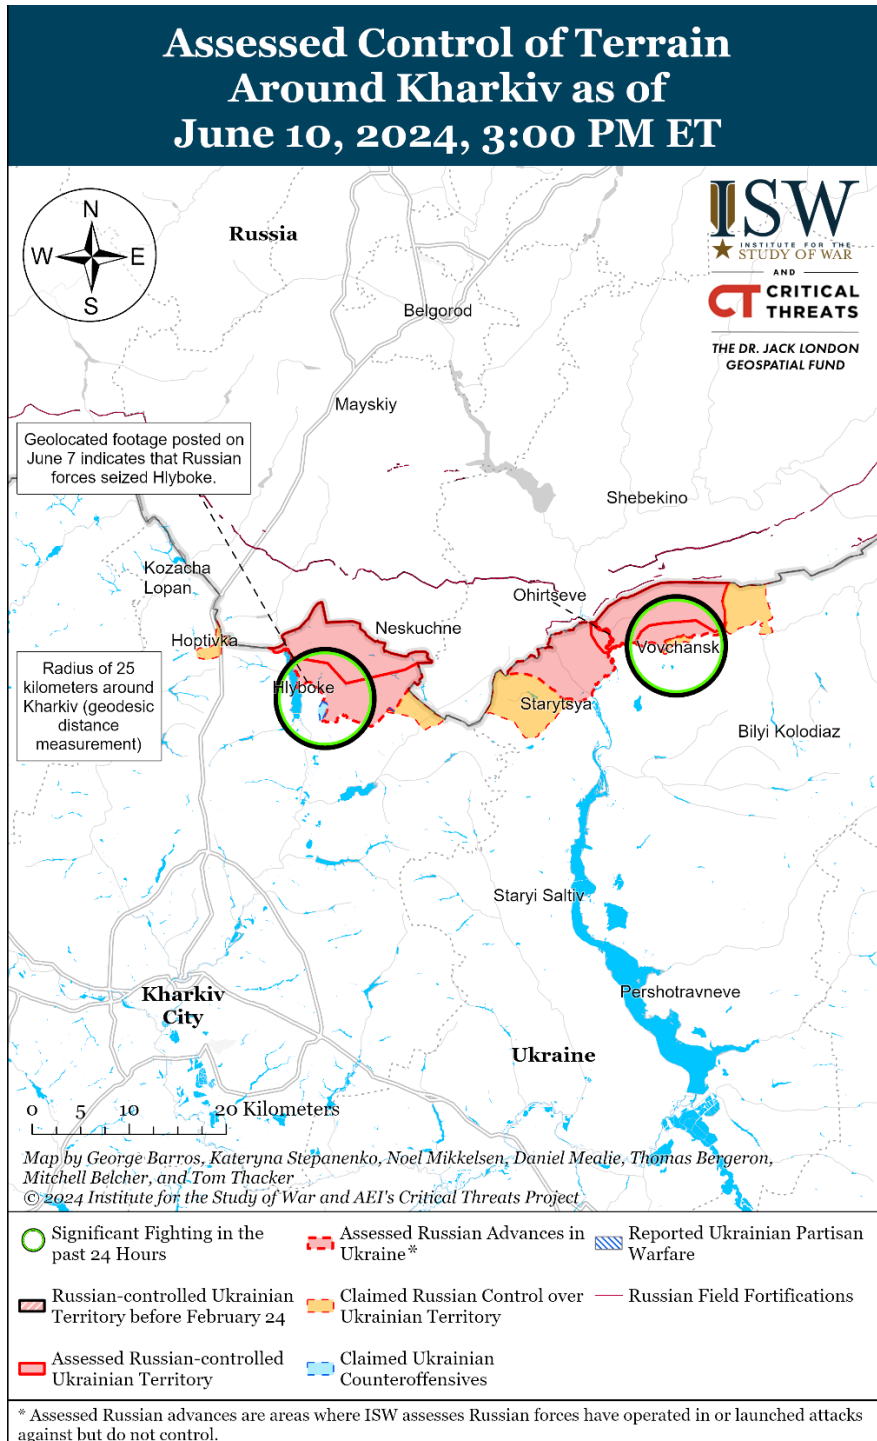 Assessed Control of Terrain
Around Kharkiv as of
June 10, 2024, 3:00 PM ET
N
W
E
S
Russia
ISW
INSTITUTE FOR THE
STUDY OF WAR
AND
CT CRITICAL
THREATS
THE DR. JACK LONDON
GEOSPATIAL FUND
Belgorod
Mayskiy
Geolocated footage posted on
June 7 indicates that Russian
forces seized Hlyboke.
Shebekino
Kozacha
Lopan
Ohirtseve
Neskuchne
Hoptivka
Vovchansk
Radius of 25
kilometers around
Kharkiv (geodesic
distance
measurement)
Hlyboke
Starytsya
Bilyi Kolodiaz
Staryi Saltiv
Kharkiv
City
Pershotravneve
Ukraine
0 5 10 20 Kilometers
Map by George Barros, Kateryna Stepanenko, Noel Mikkelsen, Daniel Mealie, Thomas Bergeron,
Mitchell Belcher, and Tom Thacker
© 2024 Institute for the Study of War and AEI's Critical Threats Project
Significant Fighting in the
past 24 Hours
Russian-controlled Ukrainian
Territory before February 24
Assessed Russian-controlled
Ukrainian Territory
Assessed Russian Advances in
Ukraine*
Claimed Russian Control over
Ukrainian Territory
Claimed Ukrainian
Counteroffensives
Reported Ukrainian Partisan
Warfare
Russian Field Fortifications
* Assessed Russian advances are areas where ISW assesses Russian forces have operated in or launched attacks
against but do not control.